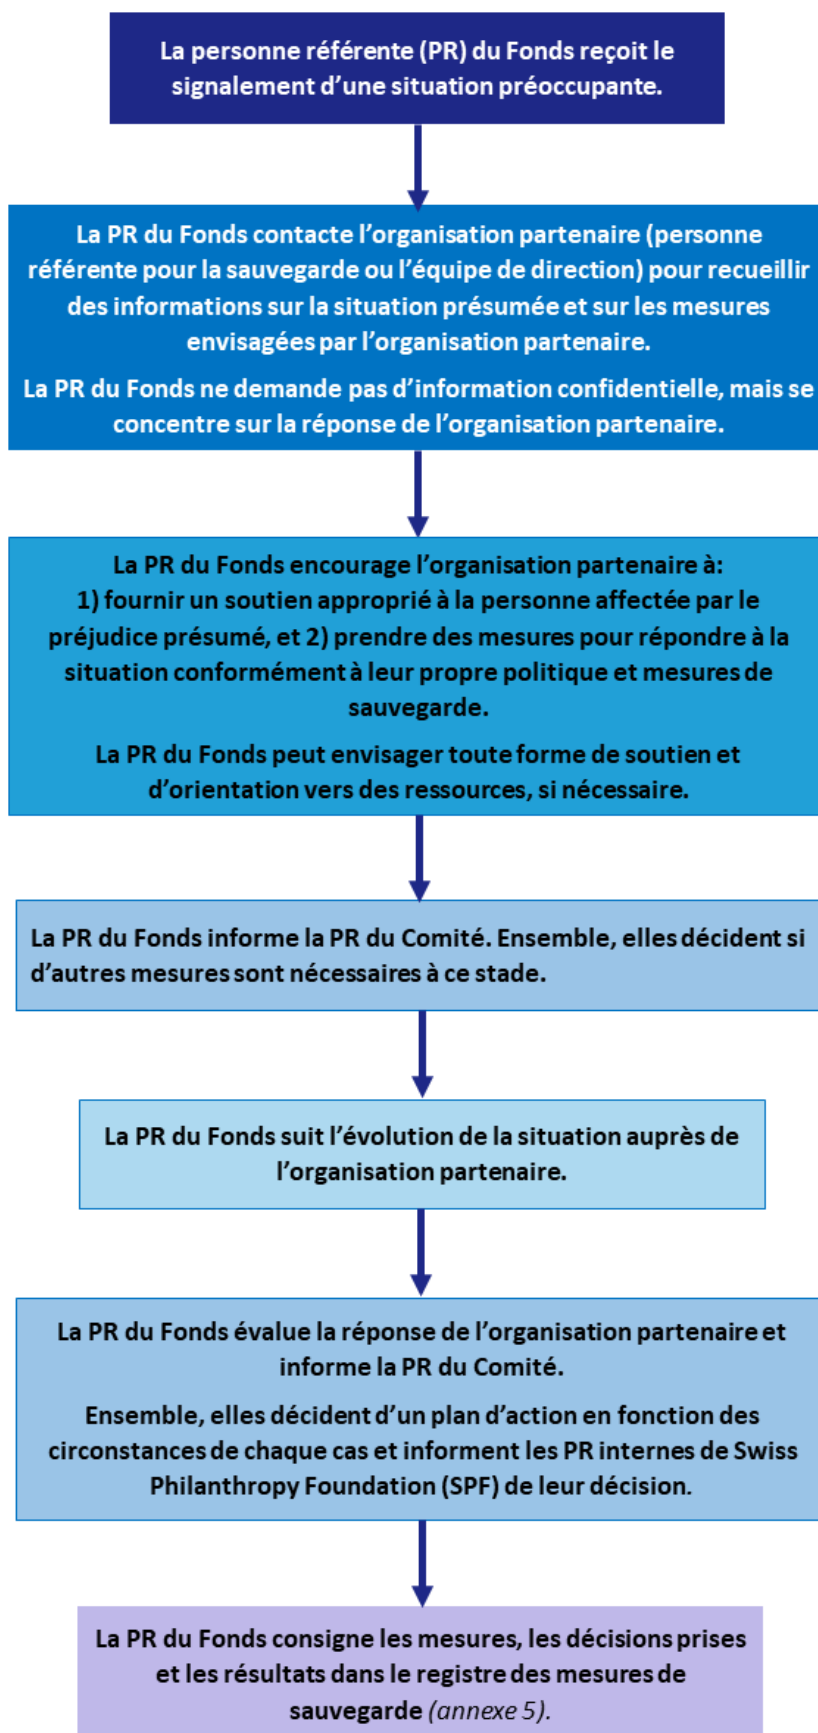 La personne référente (PR) du Fonds reçoit le
signalement d’une situation préoccupante.
La PR du Fonds contacte l’organisation partenaire (personne
référente pour la sauvegarde ou l’équipe de direction) pour recueillir
des informations sur la situation présumée et sur les mesures
envisagées par l’organisation partenaire.
La PR du Fonds ne demande pas d’information confidentielle, mais se
concentre sur la réponse de l’organisation partenaire.
La PR du Fonds encourage l’organisation partenaire à:
1) fournir un soutien approprié à la personne affectée par le
préjudice présumé, et 2) prendre des mesures pour répondre à la
situation conformément à leur propre politique et mesures de
sauvegarde.
La PR du Fonds peut envisager toute forme de soutien et
d’orientation vers des ressources, si nécessaire.
La PR du Fonds informe la PR du Comité. Ensemble, elles décident si
d’autres mesures sont nécessaires à ce stade.
La PR du Fonds suit l’évolution de la situation auprès de
l’organisation partenaire.
La PR du Fonds évalue la réponse de l’organisation partenaire et
informe la PR du Comité.
Ensemble, elles décident d’un plan d’action en fonction des
circonstances de chaque cas et informent les PR internes de Swiss
Philanthropy Foundation (SPF) de leur décision.
La PR du Fonds consigne les mesures, les décisions prises
et les résultats dans le registre des mesures de
sauvegarde (annexe 5).